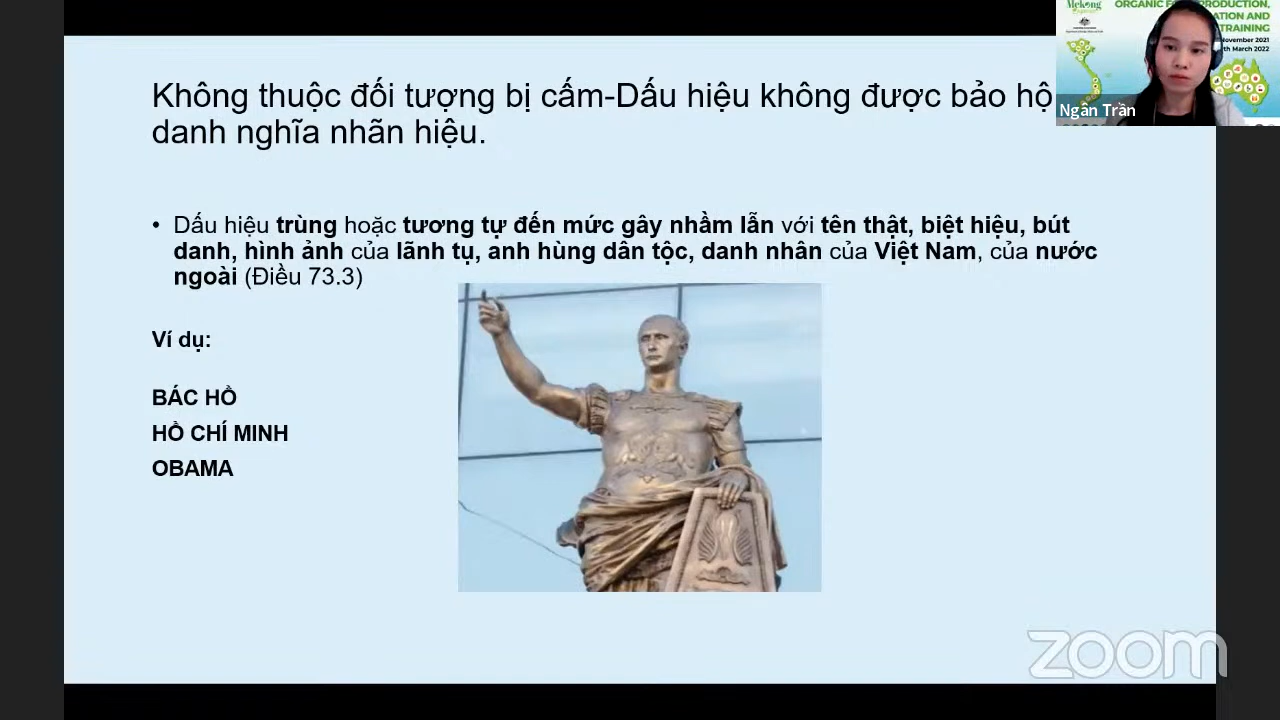 Không thuộc đối tượng bị cấm-Dấu hiệu không được bảo hộ
danh nghĩa nhãn hiệu.
• Dấu hiệu trùng hoặc tương tự đến mức gây nhầm lẫn với tên thật, biệt hiệu, bút
danh, hình ảnh của lãnh tụ, anh hùng dân tộc, danh nhân của Việt Nam, của nước
ngoài (Điều 73.3)
Ví dụ:
BÁC HỒ
HỒ CHÍ MINH
OBAMA
Mekong
ORGANIC
PRODUCTION,
AND
TRAINING
November 2021
March 2022
Ngân Trần
zoom